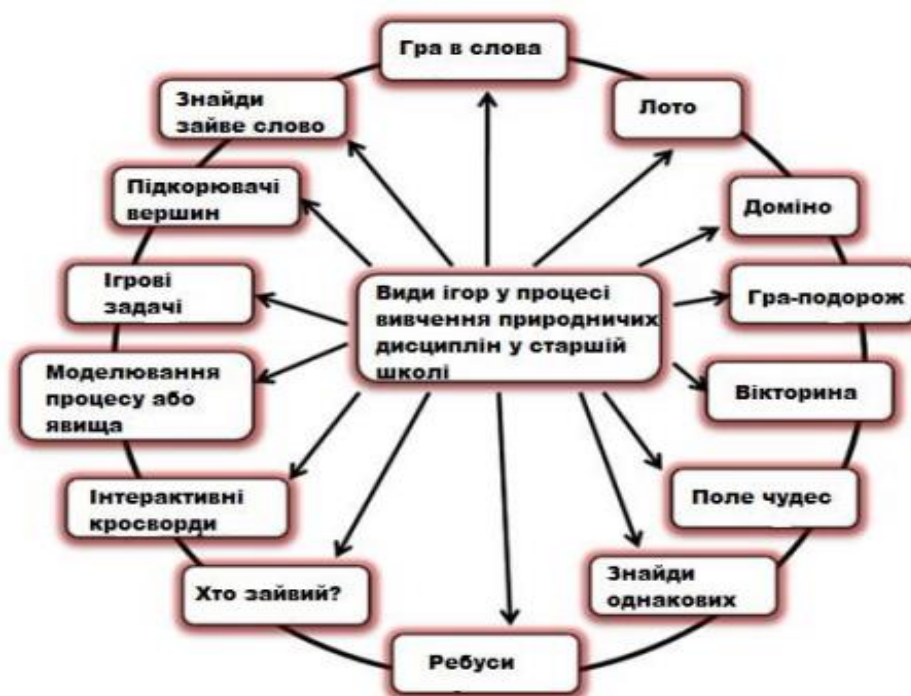 Гра в слова
Лото
Доміно
Гра-подорож
Вікторина
Поле чудес
Знайди
однакових
Ребуси
Хто зайвий?
Інтерактивні
кросворди
Моделювання
процесу або
явища
Ігрові
задачі
Підкорювачі
вершин
Знайди
зайве слово
Види ігор у процесі
вивчення природничих
дисциплін у старшій
школі